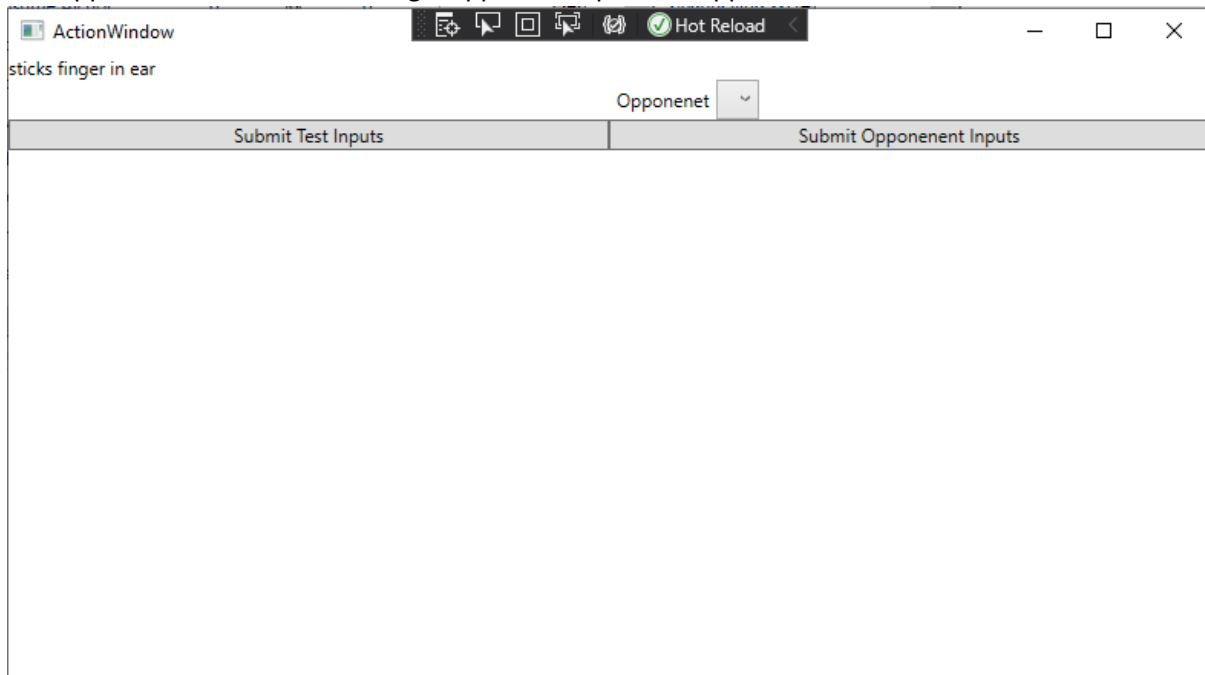 ActionWindow
Hot Reload
sticks finger in ear
Opponenet
Submit Test Inputs
Submit Opponenent Inputs